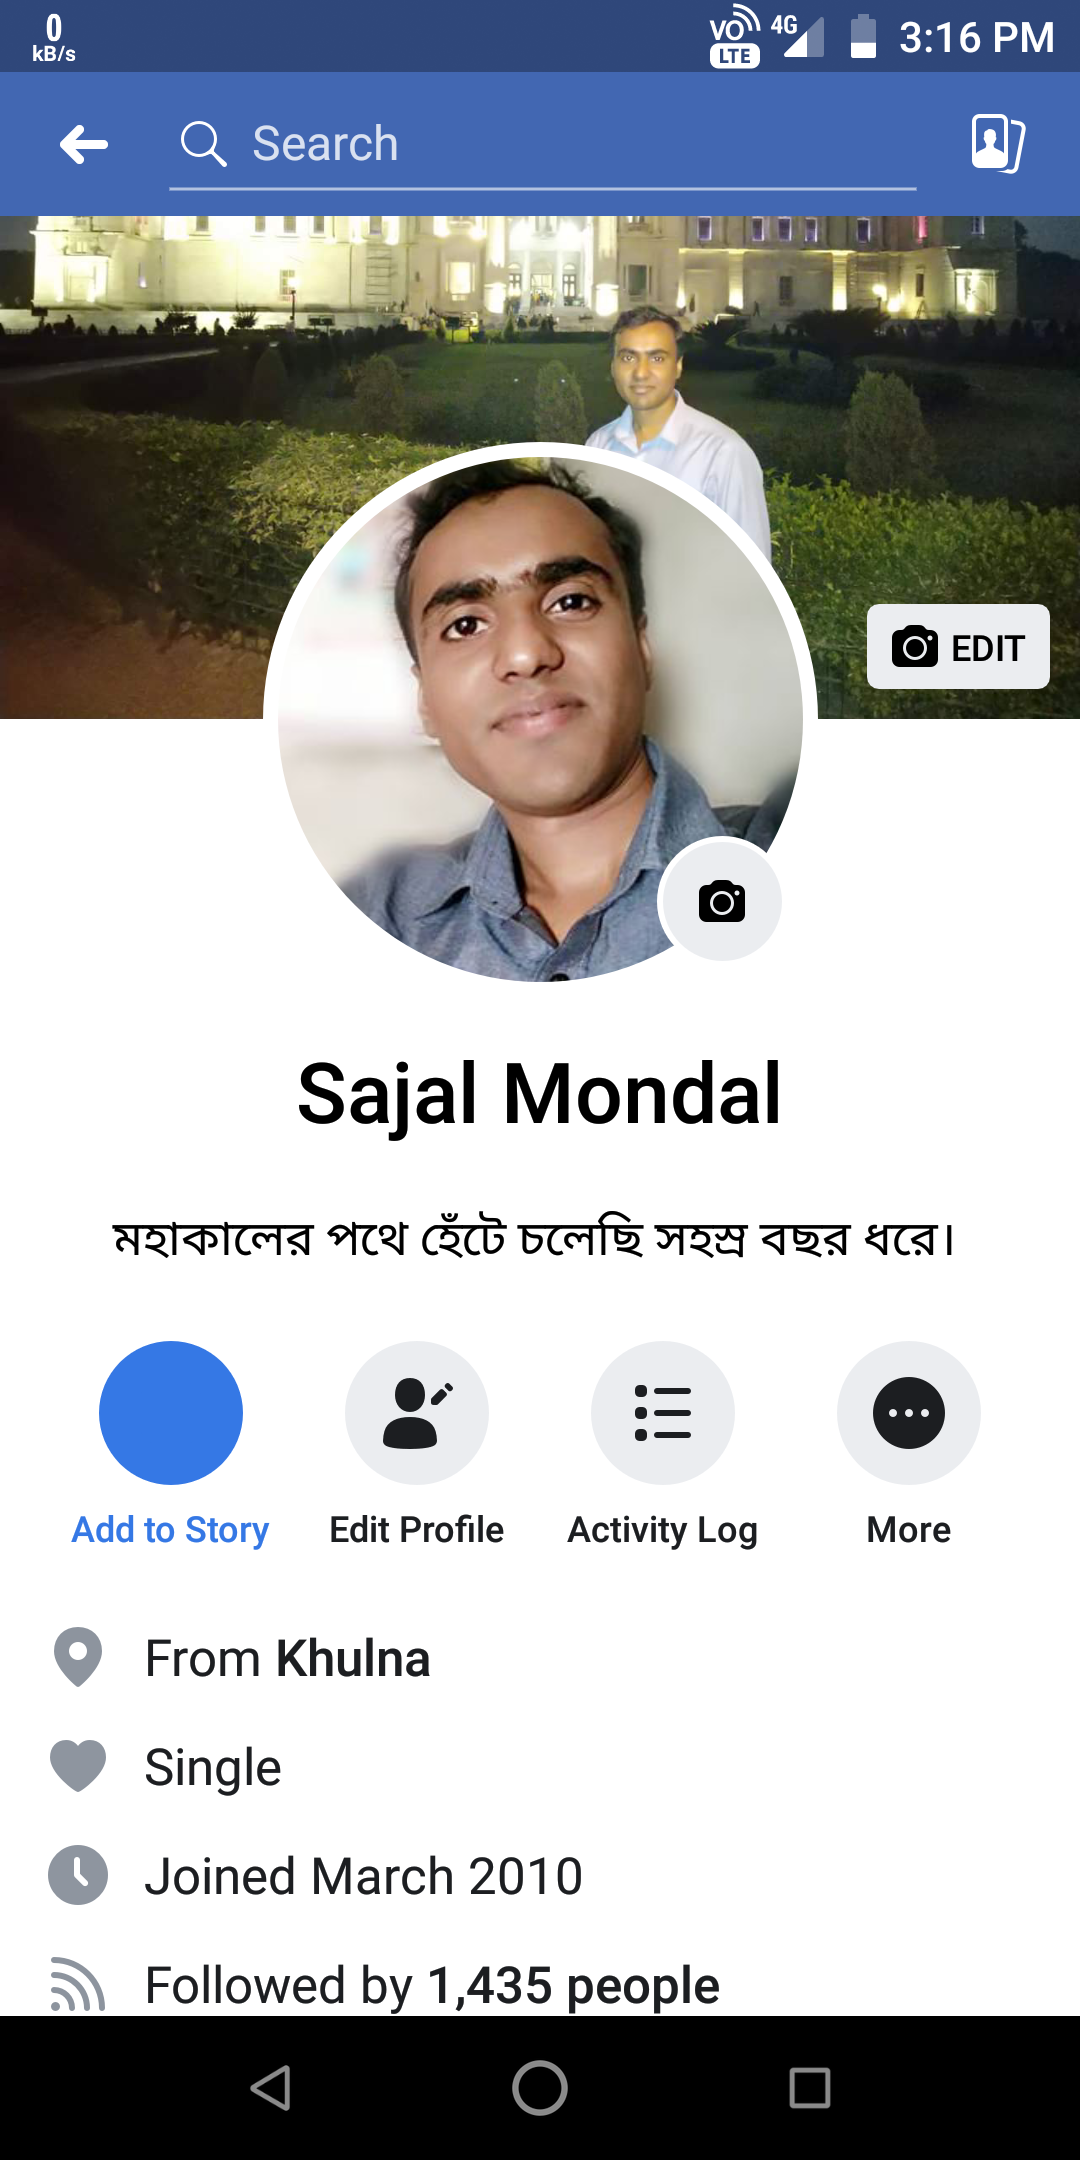 0
kB/s
VO
LTE
4G
3:16 PM
Search
EDIT
Sajal Mondal
মহাকালের পথে হেঁটে চলেছি সহস্র বছর ধরে।
Add to Story
Edit Profile
Activity Log
More
From Khulna
Single
Joined March 2010
Followed by 1,435 people